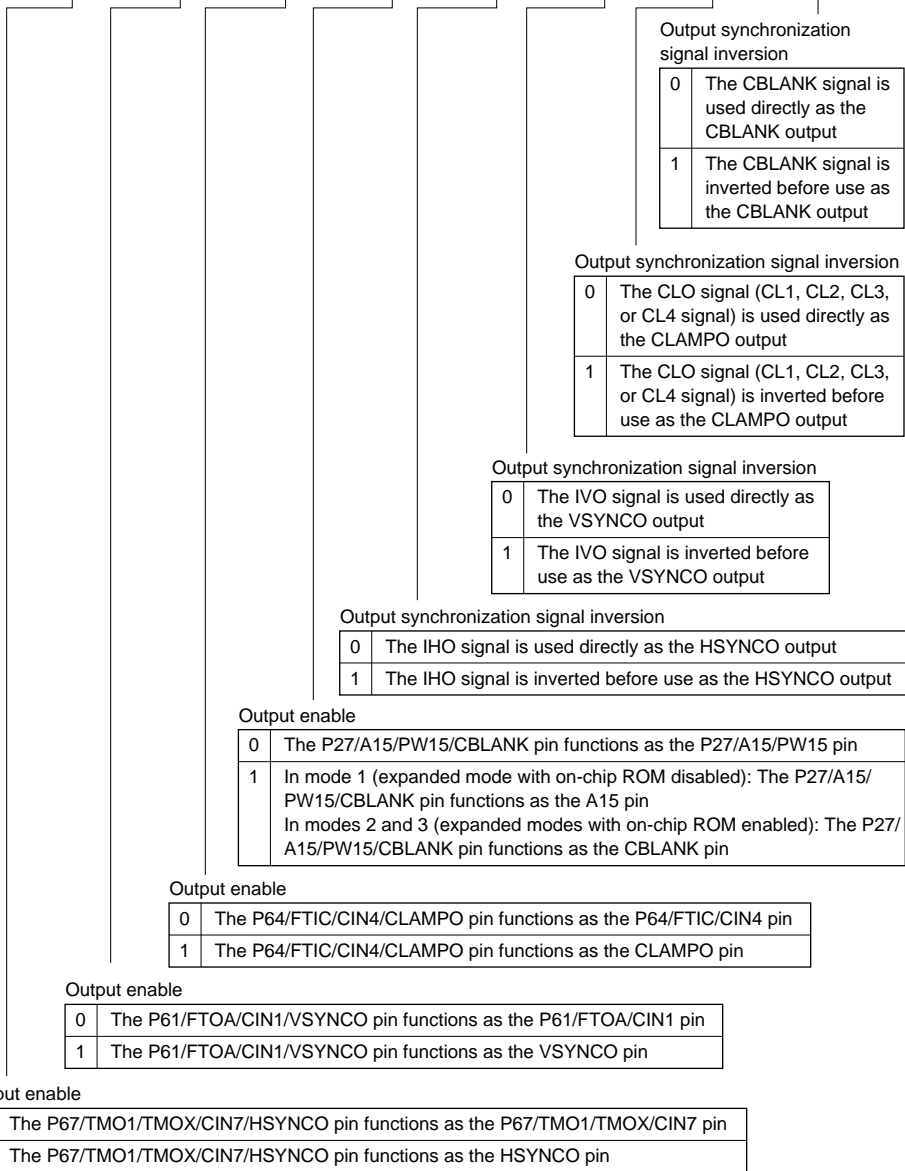 Output synchronization
signal inversion
0 The CBLANK signal is
used directly as the
CBLANK output
1 The CBLANK signal is
inverted before use as
the CBLANK output
Output synchronization signal inversion
0 The CLO signal (CL1, CL2, CL3,
or CL4 signal) is used directly as
the CLAMPO output
1 The CLO signal (CL1, CL2, CL3,
or CL4 signal) is inverted before
use as the CLAMPO output
Output synchronization signal inversion
0 The IVO signal is used directly as
the VSYNCO output
1 The IVO signal is inverted before
use as the VSYNCO output
Output synchronization signal inversion
0 The IHO signal is used directly as the HSYNCO output
1 The IHO signal is inverted before use as the HSYNCO output
Output enable
0 The P27/A15/PW15/CBLANK pin functions as the P27/A15/PW15 pin
1 In mode 1 (expanded mode with on-chip ROM disabled): The P27/A15/
PW15/CBLANK pin functions as the A15 pin
In modes 2 and 3 (expanded modes with on-chip ROM enabled): The P27/
A15/PW15/CBLANK pin functions as the CBLANK pin
Output enable
0 The P64/FTIC/CIN4/CLAMPO pin functions as the P64/FTIC/CIN4 pin
1 The P64/FTIC/CIN4/CLAMPO pin functions as the CLAMPO pin
Output enable
0 The P61/FTOA/CIN1/VSYNCO pin functions as the P61/FTOA/CIN1 pin
1 The P61/FTOA/CIN1/VSYNCO pin functions as the VSYNCO pin
enable
The P67/TMO1/TMOX/CIN7/HSYNCO pin functions as the P67/TMO1/TMOX/CIN7 pin
The P67/TMO1/TMOX/CIN7/HSYNCO pin functions as the HSYNCO pin